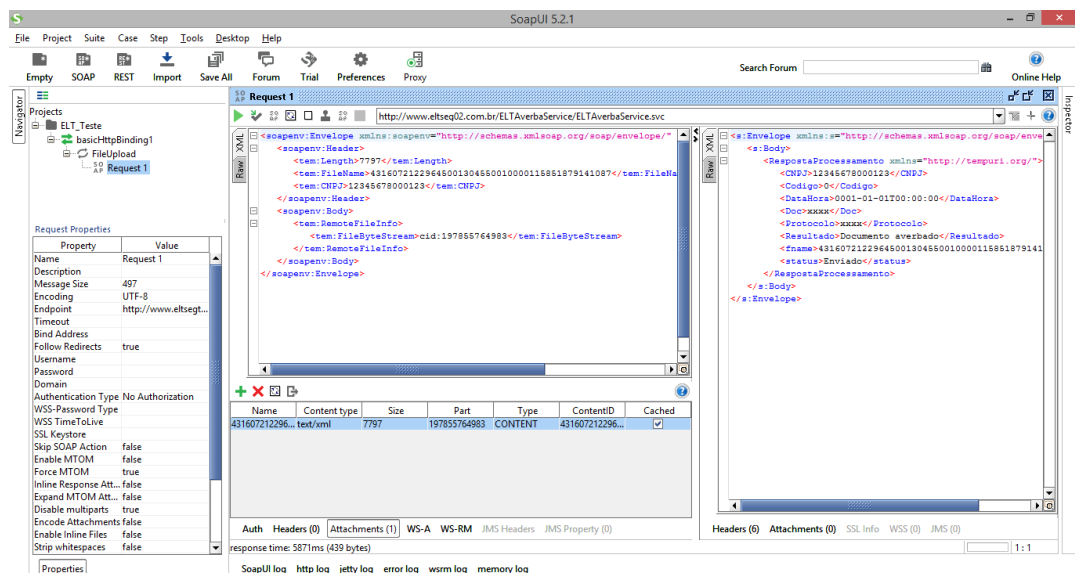 SoapUI 5.2.1
File Project Suite Case Step Tools Desktop Help
Empty SOAP REST Import Save All Forum Trial Preferences Proxy
Search Forum
Online Help
Navigator
Projects
ELT_Teste
basicHttpBinding1
FileUpload
Request 1
Request Properties
Property Value
Name Request 1
Description
Message Size 497
Encoding UTF-8
Endpoint http://www.eltsegt...
Timeout
Bind Address
Follow Redirects true
Username
Password
Domain
Authentication Type No Authorization
WSS-Password Type
WSS TimeToLive
SSL Keystore
Skip SOAP Action false
Enable MTOM false
Force MTOM true
Inline Response Att... false
Expand MTOM Att... false
Disable multiparts true
Encode Attachments false
Enable Inline Files false
Strip whitespaces false
Properties
Request 1
http://www.eltseq02.com.br/ELTAverbaService/ELTAverbaService.svc
XML
Raw
<soapenv:Envelope xmlns:soapenv="http://schemas.xmlsoap.org/soap/envelope/"
<soapenv:Header>
<tem:Length>7797</tem:Length>
<tem:FileName>43160721229645001304550010000115851879141087</tem:FileNa
<tem:CNPJ>12345678000123</tem:CNPJ>
</soapenv:Header>
<soapenv:Body>
<tem:RemoteFileInfo>
<tem:FileByteStream>cid:197855764983</tem:FileByteStream>
</tem:RemoteFileInfo>
</soapenv:Body>
</soapenv:Envelope>
Name Content type Size Part Type ContentID Cached
431607212296... text/xml 7797 197855764983 CONTENT 431607212296...
Auth Headers (0) Attachments (1) WS-A WS-RM JMS Headers JMS Property (0)
response time: 5871ms (439 bytes)
XML
Raw
<s:Envelope xmlns:s="http://schemas.xmlsoap.org/soap/enve
<s:Body>
<RespostaProcessamento xmlns="http://tempuri.org/">
<CNPJ>12345678000123</CNPJ>
<Codigo>0</Codigo>
<DataHora>0001-01-01T00:00:00</DataHora>
<Doc>xxxx</Doc>
<Protocolo>xxxx</Protocolo>
<Resultado>Documento averbado</Resultado>
<fname>43160721229645001304550010000115851879141
<status>Enviado</status>
</RespostaProcessamento>
</s:Body>
</s:Envelope>
Headers (6) Attachments (0) SSL Info WSS (0) JMS (0)
1 : 1
Inspector
SoapUI log http log jetty log error log wsrm log memory log